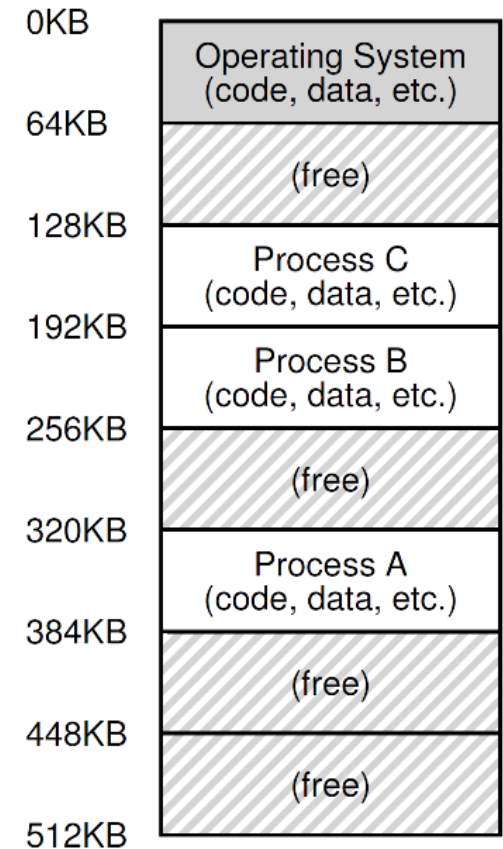 0KB
Operating System
(code, data, etc.)
64KB
(free)
128KB
Process C
(code, data, etc.)
192KB
Process B
(code, data, etc.)
256KB
(free)
320KB
Process A
(code, data, etc.)
384KB
(free)
448KB
(free)
512KB